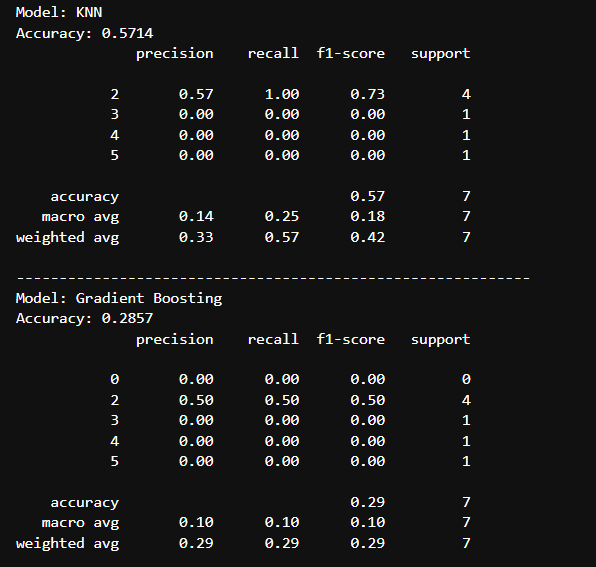 Model: KNN
Accuracy: 0.5714
precision recall f1-score support
2 0.57 1.00 0.73 4
3 0.00 0.00 0.00 1
4 0.00 0.00 0.00 1
5 0.00 0.00 0.00 1
accuracy 0.57 7
macro avg 0.14 0.25 0.18 7
weighted avg 0.33 0.57 0.42 7
------------------------------------------------------------
Model: Gradient Boosting
Accuracy: 0.2857
precision recall f1-score support
0 0.00 0.00 0.00 0
2 0.50 0.50 0.50 4
3 0.00 0.00 0.00 1
4 0.00 0.00 0.00 1
5 0.00 0.00 0.00 1
accuracy 0.29 7
macro avg 0.10 0.10 0.10 7
weighted avg 0.29 0.29 0.29 7